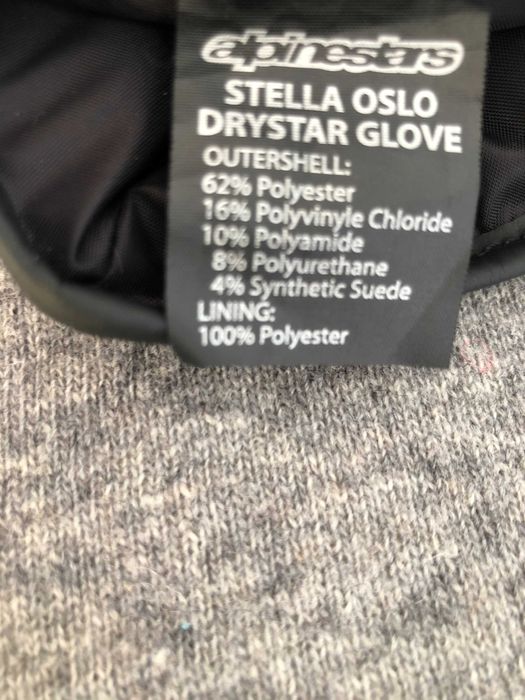 alpinestars
STELLA OSLO
DRYSTAR GLOVE
OUTERSHELL:
62% Polyester
16% Polyvinyle Chloride
10% Polyamide
8% Polyurethane
4% Synthetic Suede
LINING:
100% Polyester